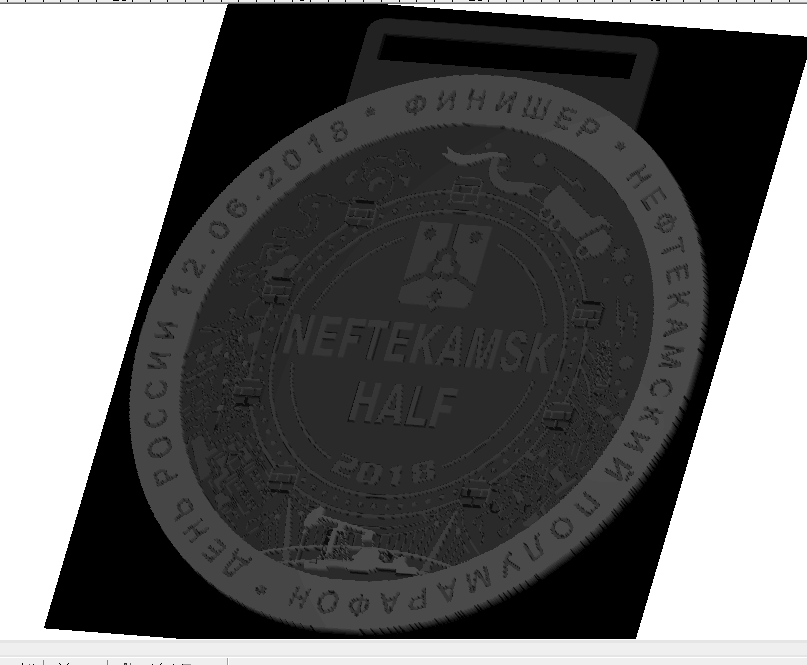 * ФИНИШЕР * НЕФТЕКАМСКИЙ ПОЛУМАРАФОН * ДЕНЬ РОССИИ 12.06.2018
NEFTEKAMSK
HALF
2018